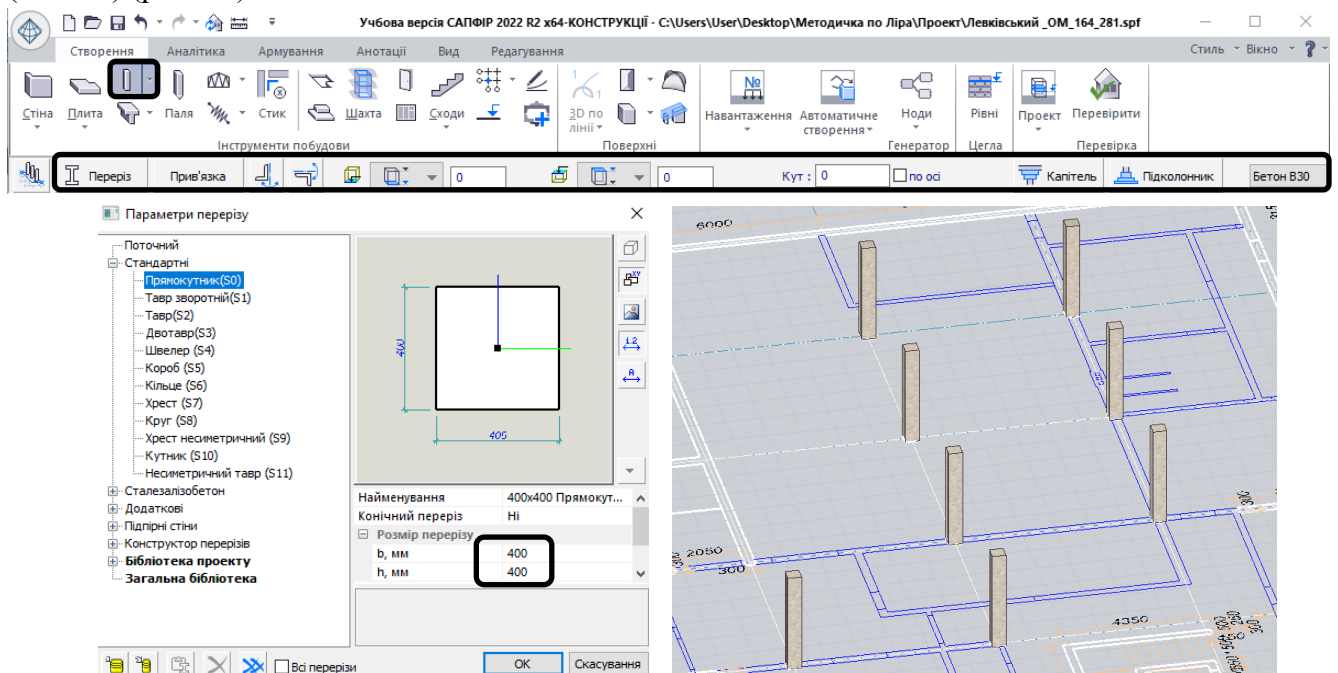 Учбова версія САПФІР 2022 R2 x64-КОНСТРУКЦІЇ - C:\Users\User\Desktop\Методичка по Ліра\Проект\Левківський _ОМ_164_281.spf
Створення Аналітика Армування Анотації Вид Редагування Стиль Вікно ?
Стіна Плита Паля Стик Шахта Сходи 3D по лінії Навантаження Автоматичне створення Ноди Рівні Проект Перевірити
Інструменти побудови Поверхні Генератор Цегла Перевірка
Переріз Прив'язка 0 0 Кут : 0 по осі Капітель Підколонник Бетон B30
Параметри перерізу
Поточний
Стандартні
Прямокутник(S0)
Тавр зворотній(S1)
Тавр(S2)
Двотавр(S3)
Швелер (S4)
Короб (S5)
Кільце (S6)
Хрест (S7)
Круг (S8)
Хрест несиметричний (S9)
Кутник (S10)
Несиметричний тавр (S11)
Сталезалізобетон
Додаткові
Підпірні стіни
Конструктор перерізів
Бібліотека проекту
Загальна бібліотека
Всі перерізи
400
405
Найменування 400x400 Прямокут...
Конічний переріз Ні
Розмір перерізу
b, мм 400
h, мм 400
ОК Скасування
6000
2050
300
4350